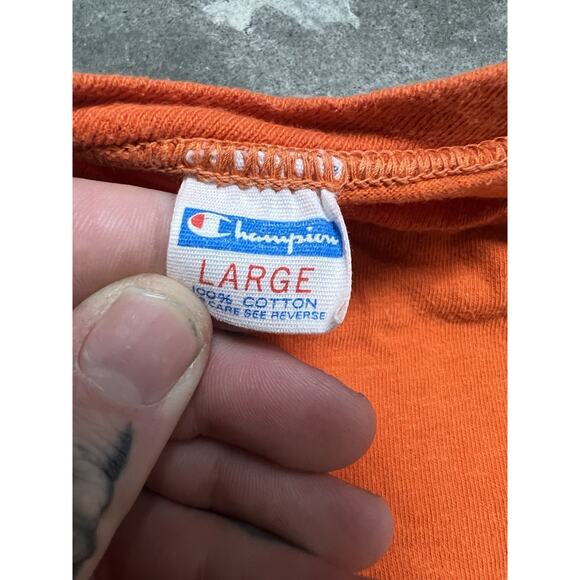 Champion
LARGE
100% COTTON
CARE SEE REVERSE